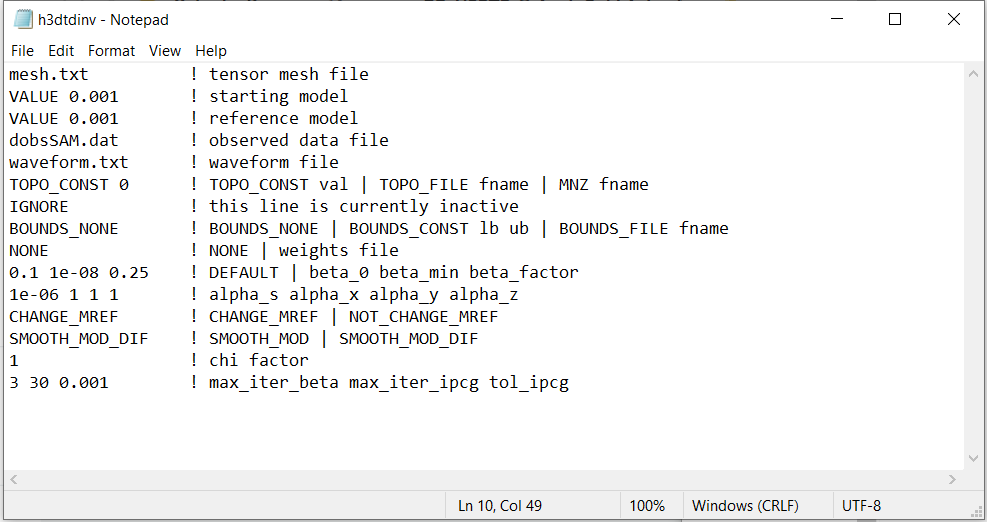 h3dtdinv - Notepad
File Edit Format View Help
mesh.txt ! tensor mesh file
VALUE 0.001 ! starting model
VALUE 0.001 ! reference model
dobsSAM.dat ! observed data file
waveform.txt ! waveform file
TOPO_CONST 0 ! TOPO_CONST val | TOPO_FILE fname | MNZ fname
IGNORE ! this line is currently inactive
BOUNDS_NONE ! BOUNDS_NONE | BOUNDS_CONST lb ub | BOUNDS_FILE fname
NONE ! NONE | weights file
0.1 1e-08 0.25 ! DEFAULT | beta_0 beta_min beta_factor
1e-06 1 1 1 ! alpha_s alpha_x alpha_y alpha_z
CHANGE_MREF ! CHANGE_MREF | NOT_CHANGE_MREF
SMOOTH_MOD_DIF ! SMOOTH_MOD | SMOOTH_MOD_DIF
1 ! chi factor
3 30 0.001 ! max_iter_beta max_iter_ipcg tol_ipcg
Ln 10, Col 49 100% Windows (CRLF) UTF-8